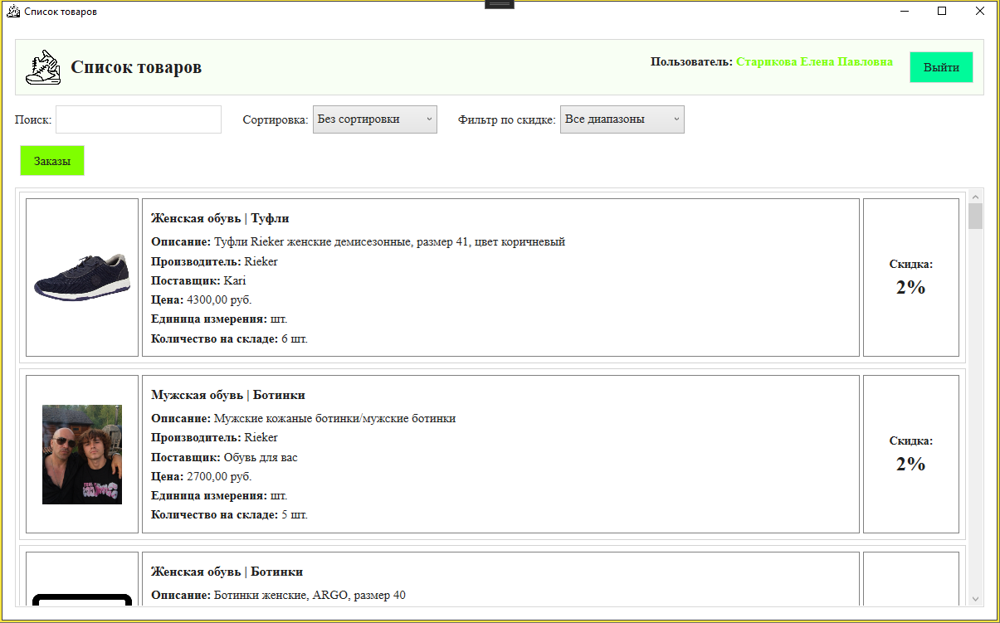 Список товаров
Список товаров
Пользователь: Старикова Елена Павловна
Выйти
Поиск:
Сортировка: Без сортировки
Фильтр по скидке: Все диапазоны
Заказы
Женская обувь | Туфли
Описание: Туфли Rieker женские демисезонные, размер 41, цвет коричневый
Производитель: Rieker
Поставщик: Kari
Цена: 4300,00 руб.
Единица измерения: шт.
Количество на складе: 6 шт.
Скидка:
2%
Мужская обувь | Ботинки
Описание: Мужские кожаные ботинки/мужские ботинки
Производитель: Rieker
Поставщик: Обувь для вас
Цена: 2700,00 руб.
Единица измерения: шт.
Количество на складе: 5 шт.
Скидка:
2%
Женская обувь | Ботинки
Описание: Ботинки женские, ARGO, размер 40